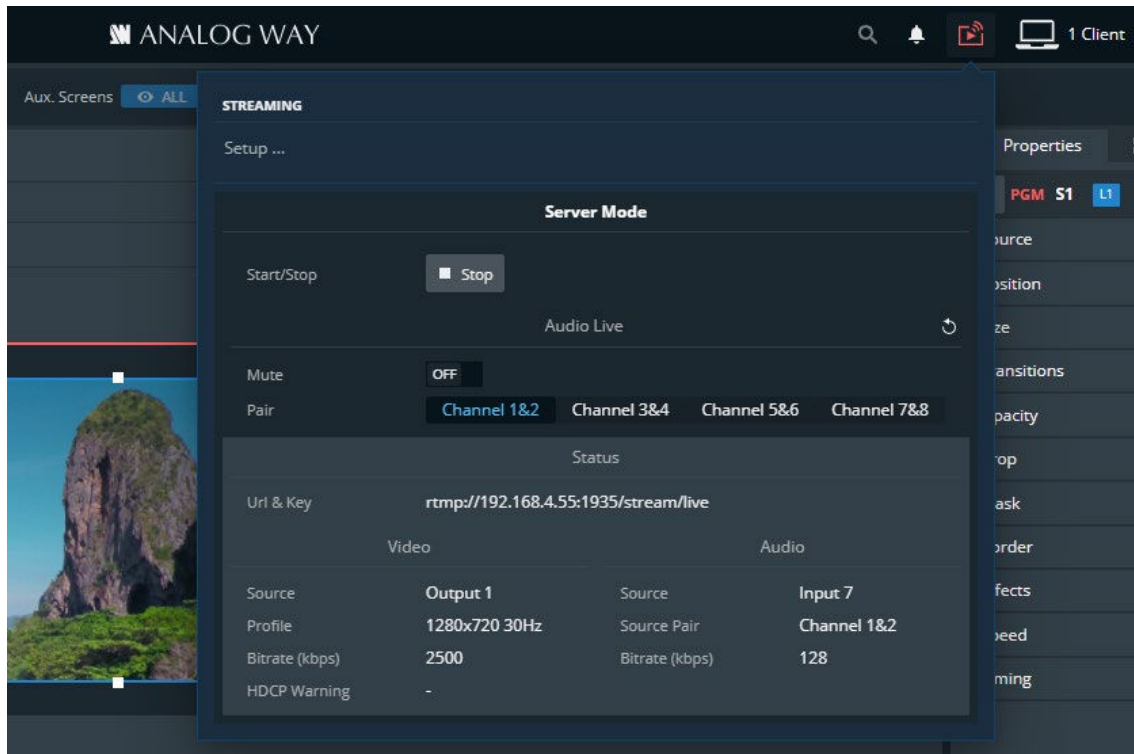 ANALOG WAY
1 Client
Aux. Screens ALL
STREAMING
Setup ...
Properties
PGM S1 L1
Server Mode
Start/Stop Stop
Audio Live
Mute OFF
Pair Channel 1&2 Channel 3&4 Channel 5&6 Channel 7&8
Status
Url & Key rtmp://192.168.4.55:1935/stream/live
Video Audio
Source Output 1 Source Input 7
Profile 1280x720 30Hz Source Pair Channel 1&2
Bitrate (kbps) 2500 Bitrate (kbps) 128
HDCP Warning -